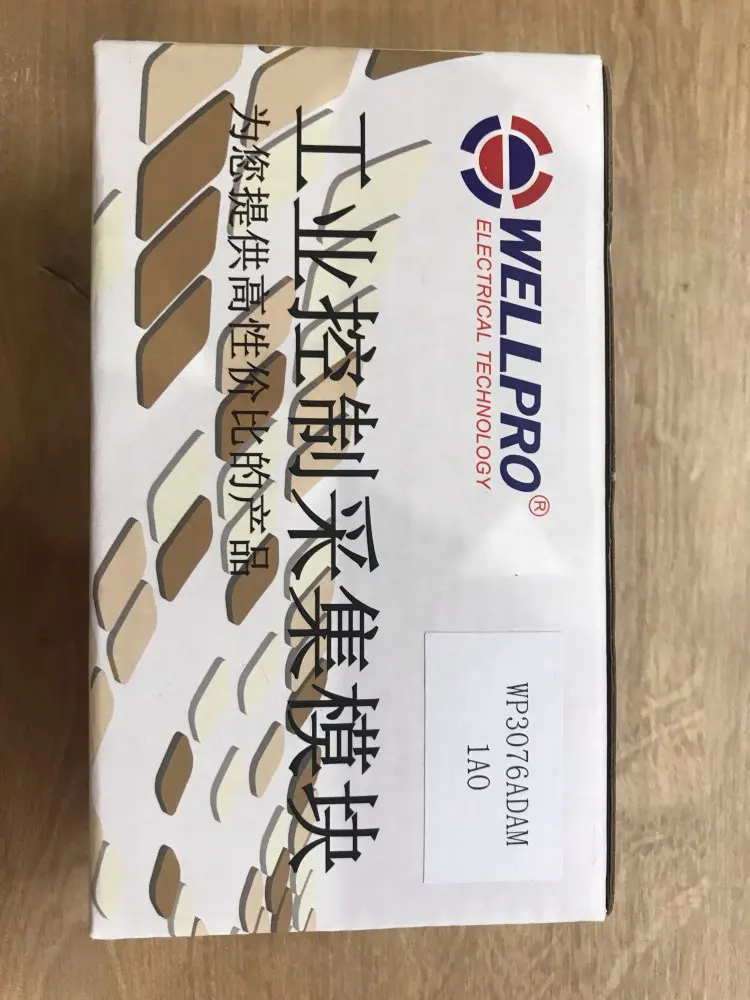 WELLPRO®
ELECTRICAL TECHNOLOGY
工业控制采集模块
为您提供高性价比的产品
WP3076ADAM
1AO